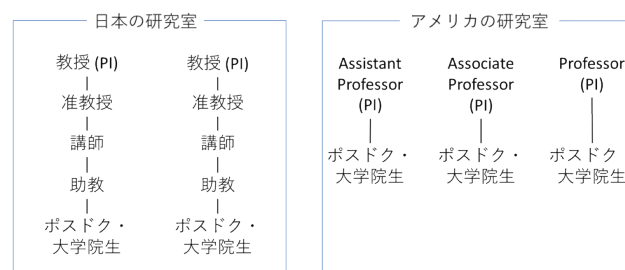 日本の研究室
教授 (PI)
准教授
講師
助教
ポスドク・
大学院生
教授 (PI)
准教授
講師
助教
ポスドク・
大学院生
アメリカの研究室
Assistant
Professor
(PI)
ポスドク・
大学院生
Associate
Professor
(PI)
ポスドク・
大学院生
Professor
(PI)
ポスドク
大学院生